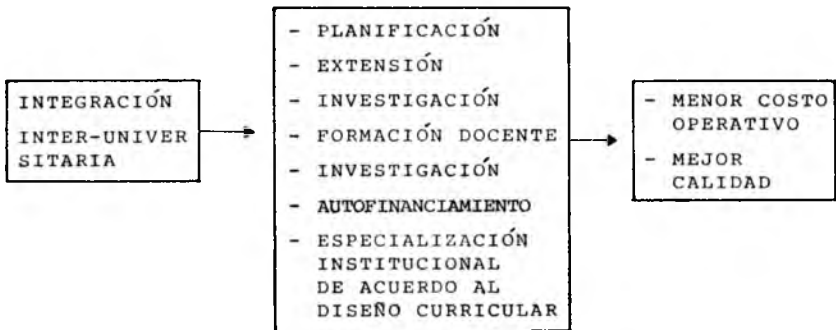 INTEGRACIÓN
INTER-UNIVER
SITARIA
- PLANIFICACIÓN
- EXTENSIÓN
- INVESTIGACIÓN
- FORMACIÓN DOCENTE
- INVESTIGACIÓN
- AUTOFINANCIAMIENTO
- ESPECIALIZACIÓN
INSTITUCIONAL
DE ACUERDO AL
DISEÑO CURRICULAR
- MENOR COSTO
OPERATIVO
- MEJOR
CALIDAD